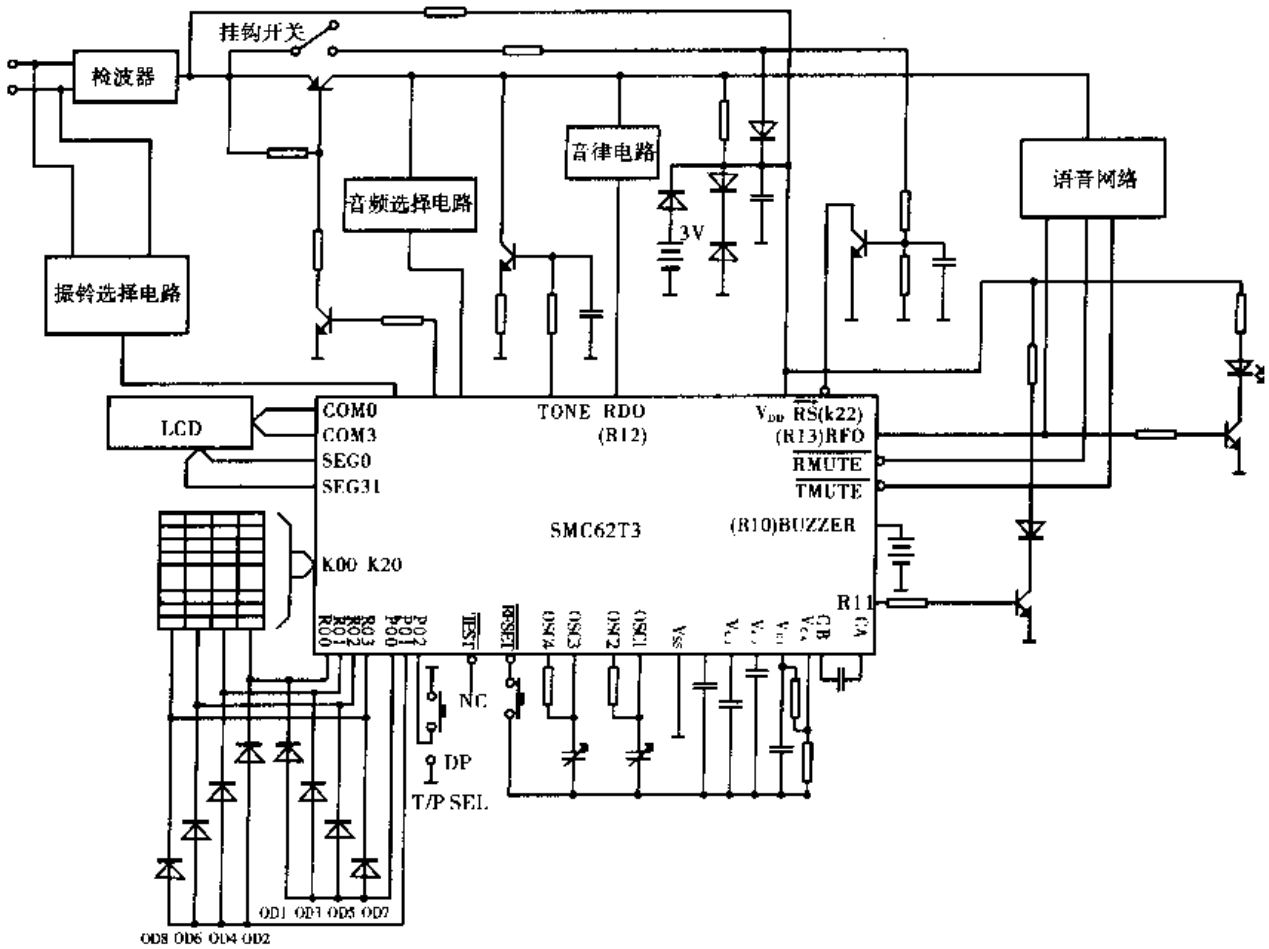 挂钩开关
检波器
音律电路
语音网络
音频选择电路
3V
振铃选择电路
LCD
COM0
COM3
SEG0
SEG31
TONE RDO
(R12)
VDD RS(k22)
(R13)RFO
RMUTE
TMUTE
SMC62T3
(R10)BUZZER
K00 K20
R11
R00
R01
R02
R03
P00
P01
P02
TEST
RESET
OSC4
OSC3
OSC2
OSC1
VSS
CB
CA
NC
DP
T/P SEL
OD1 OD3 OD5 OD7
OD8 OD6 OD4 OD2